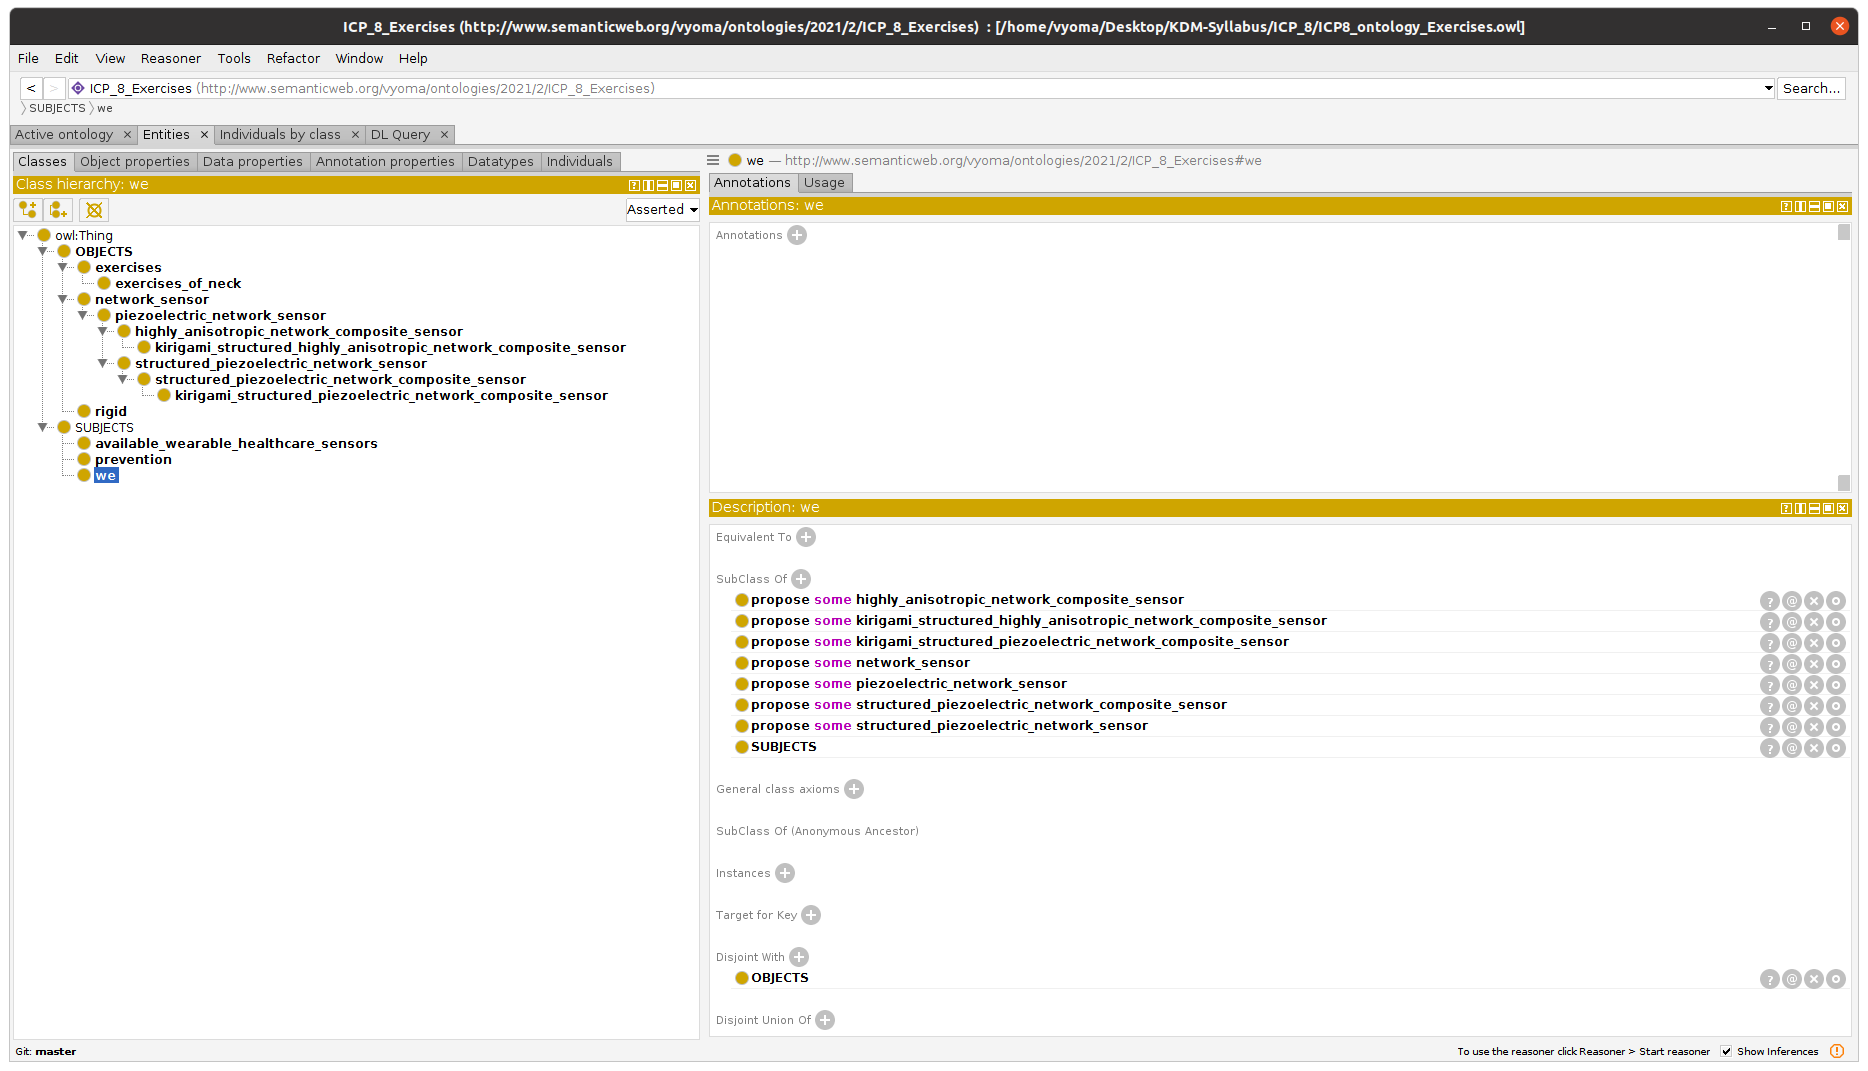 ICP_8_Exercises (http://www.semanticweb.org/vyoma/ontologies/2021/2/ICP_8_Exercises) : [/home/vyoma/Desktop/KDM-Syllabus/ICP_8/ICP8_ontology_Exercises.owl]
File Edit View Reasoner Tools Refactor Window Help
< > ICP_8_Exercises (http://www.semanticweb.org/vyoma/ontologies/2021/2/ICP_8_Exercises) Search...
SUBJECTS we
Active ontology × Entities × Individuals by class × DL Query ×
Classes Object properties Data properties Annotation properties Datatypes Individuals
Class hierarchy: we
Asserted
owl:Thing
OBJECTS
exercises
exercises_of_neck
network_sensor
piezoelectric_network_sensor
highly_anisotropic_network_composite_sensor
kirigami_structured_highly_anisotropic_network_composite_sensor
structured_piezoelectric_network_sensor
structured_piezoelectric_network_composite_sensor
kirigami_structured_piezoelectric_network_composite_sensor
rigid
SUBJECTS
available_wearable_healthcare_sensors
prevention
we
we — http://www.semanticweb.org/vyoma/ontologies/2021/2/ICP_8_Exercises#we
Annotations Usage
Annotations: we
Annotations
Description: we
Equivalent To
SubClass Of
propose some highly_anisotropic_network_composite_sensor
propose some kirigami_structured_highly_anisotropic_network_composite_sensor
propose some kirigami_structured_piezoelectric_network_composite_sensor
propose some network_sensor
propose some piezoelectric_network_sensor
propose some structured_piezoelectric_network_composite_sensor
propose some structured_piezoelectric_network_sensor
SUBJECTS
General class axioms
SubClass Of (Anonymous Ancestor)
Instances
Target for Key
Disjoint With
OBJECTS
Disjoint Union Of
Git: master
To use the reasoner click Reasoner > Start reasoner Show Inferences